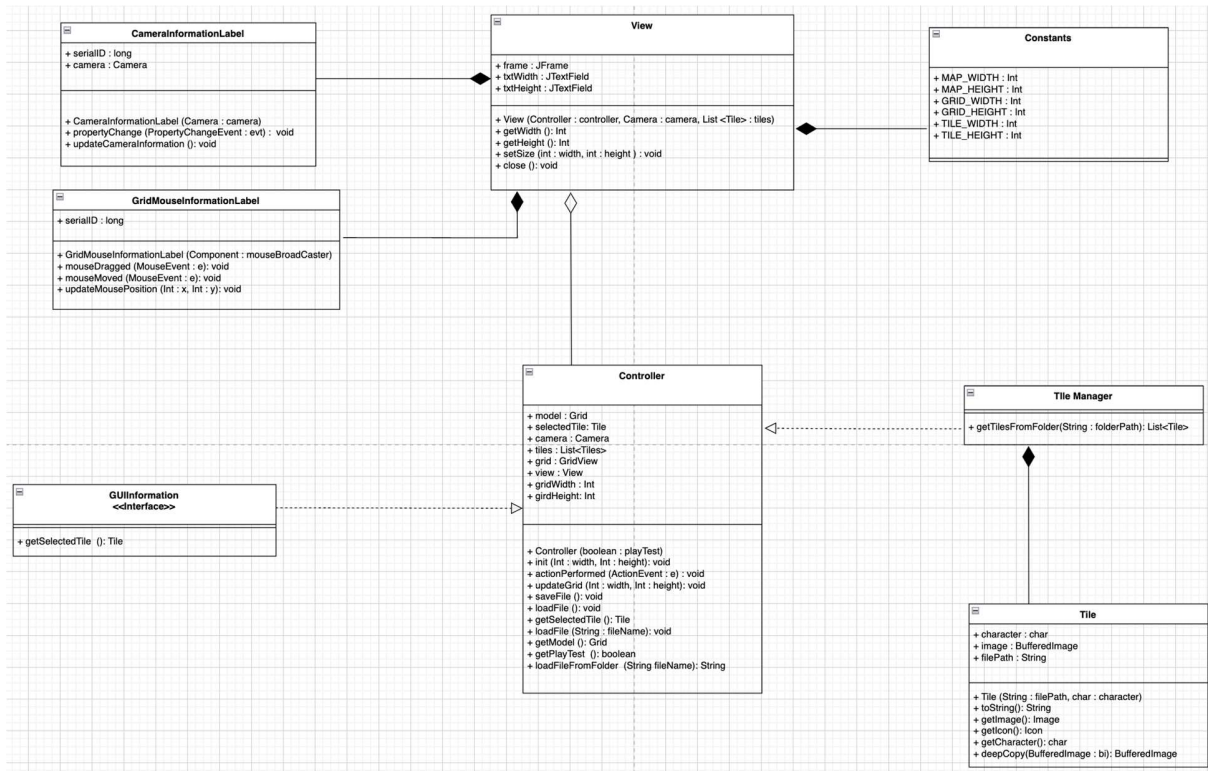 CameraInformationLabel
+ serialID : long
+ camera : Camera
+ CameraInformationLabel (Camera : camera)
+ propertyChange (PropertyChangeEvent : evt) : void
+ updateCameraInformation (): void
View
+ frame : JFrame
+ txtWidth : JTextField
+ txtHeight : JTextField
+ View (Controller : controller, Camera : camera, List <Tile> : tiles)
+ getWidth (): Int
+ getHeight (): Int
+ setSize (int : width, int : height ) : void
+ close (): void
Constants
+ MAP_WIDTH : Int
+ MAP_HEIGHT : Int
+ GRID_WIDTH : Int
+ GRID_HEIGHT : Int
+ TILE_WIDTH : Int
+ TILE_HEIGHT : Int
GridMouseInformationLabel
+ serialID : long
+ GridMouseInformationLabel (Component : mouseBroadCaster)
+ mouseDragged (MouseEvent : e): void
+ mouseMoved (MouseEvent : e): void
+ updateMousePosition (Int : x, Int : y): void
Controller
+ model : Grid
+ selectedTile: Tile
+ camera : Camera
+ tiles : List<Tiles>
+ grid : GridView
+ view : View
+ gridWidth : Int
+ girdHeight: Int
+ Controller (boolean : playTest)
+ init (Int : width, Int : height): void
+ actionPerformed (ActionEvent : e) : void
+ updateGrid (Int : width, Int : height): void
+ saveFile (): void
+ loadFile (): void
+ getSelectedTile (): Tile
+ loadFile (String : fileName): void
+ getModel (): Grid
+ getPlayTest (): boolean
+ loadFileFromFolder (String fileName): String
TIle Manager
+ getTilesFromFolder(String : folderPath): List<Tile>
GUIInformation
<<Interface>>
+ getSelectedTile (): Tile
Tile
+ character : char
+ image : BufferedImage
+ filePath : String
+ Tile (String : filePath, char : character)
+ toString(): String
+ getImage(): Image
+ getIcon(): Icon
+ getCharacter(): char
+ deepCopy(BufferedImage : bi): BufferedImage